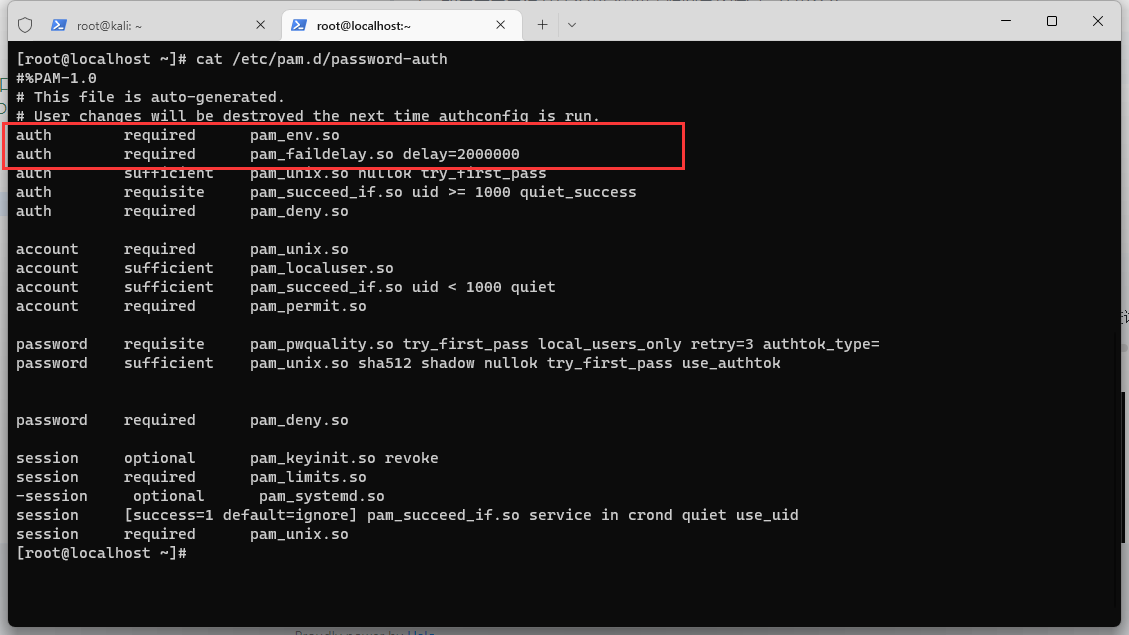 root@kali: ~
root@localhost:~
[root@localhost ~]# cat /etc/pam.d/password-auth
#%PAM-1.0
# This file is auto-generated.
# User changes will be destroyed the next time authconfig is run.
auth        required      pam_env.so
auth        required      pam_faildelay.so delay=2000000
auth        sufficient    pam_unix.so nullok try_first_pass
auth        requisite     pam_succeed_if.so uid >= 1000 quiet_success
auth        required      pam_deny.so
account     required      pam_unix.so
account     sufficient    pam_localuser.so
account     sufficient    pam_succeed_if.so uid < 1000 quiet
account     required      pam_permit.so
password    requisite     pam_pwquality.so try_first_pass local_users_only retry=3 authtok_type=
password    sufficient    pam_unix.so sha512 shadow nullok try_first_pass use_authtok
password    required      pam_deny.so
session     optional      pam_keyinit.so revoke
session     required      pam_limits.so
-session     optional      pam_systemd.so
session     [success=1 default=ignore] pam_succeed_if.so service in crond quiet use_uid
session     required      pam_unix.so
[root@localhost ~]#